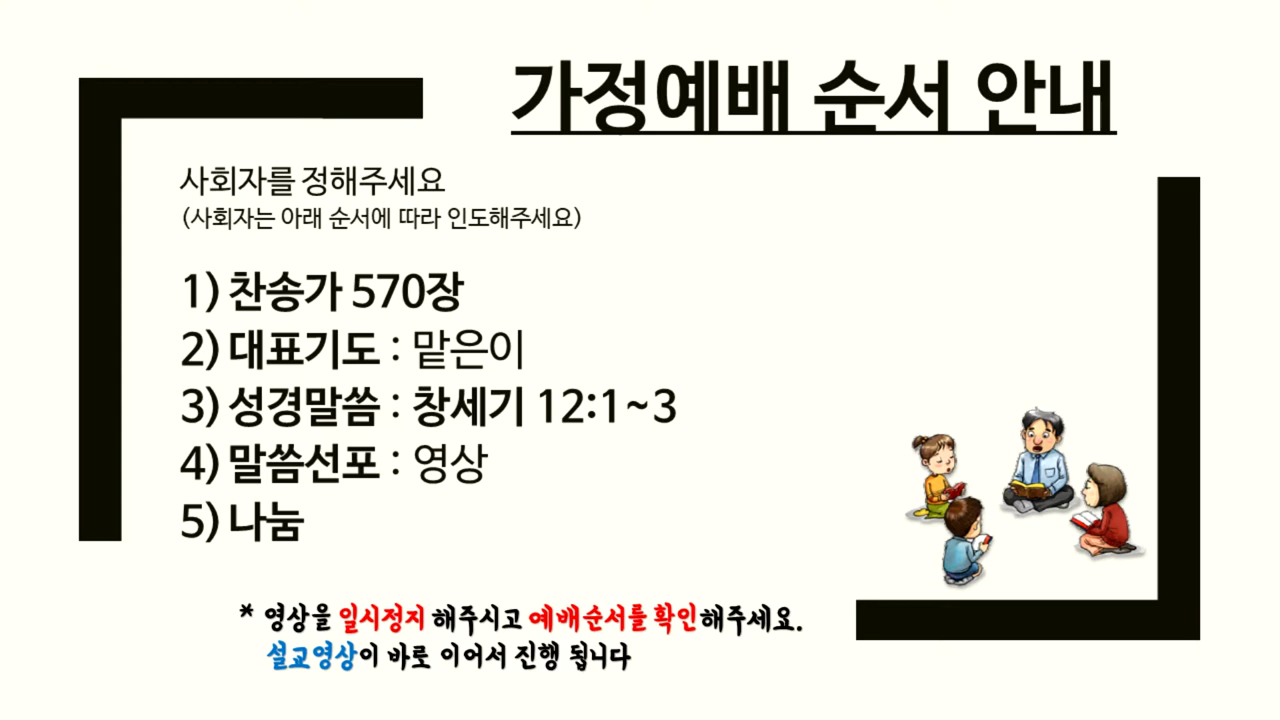 가정예배 순서 안내
사회자를 정해주세요
(사회자는 아래 순서에 따라 인도해주세요)
1) 찬송가 570장
2) 대표기도 : 맡은이
3) 성경말씀 : 창세기 12:1~3
4) 말씀선포 : 영상
5) 나눔
* 영상을 일시정지 해주시고 예배순서를 확인해주세요.
설교영상이 바로 이어서 진행 됩니다